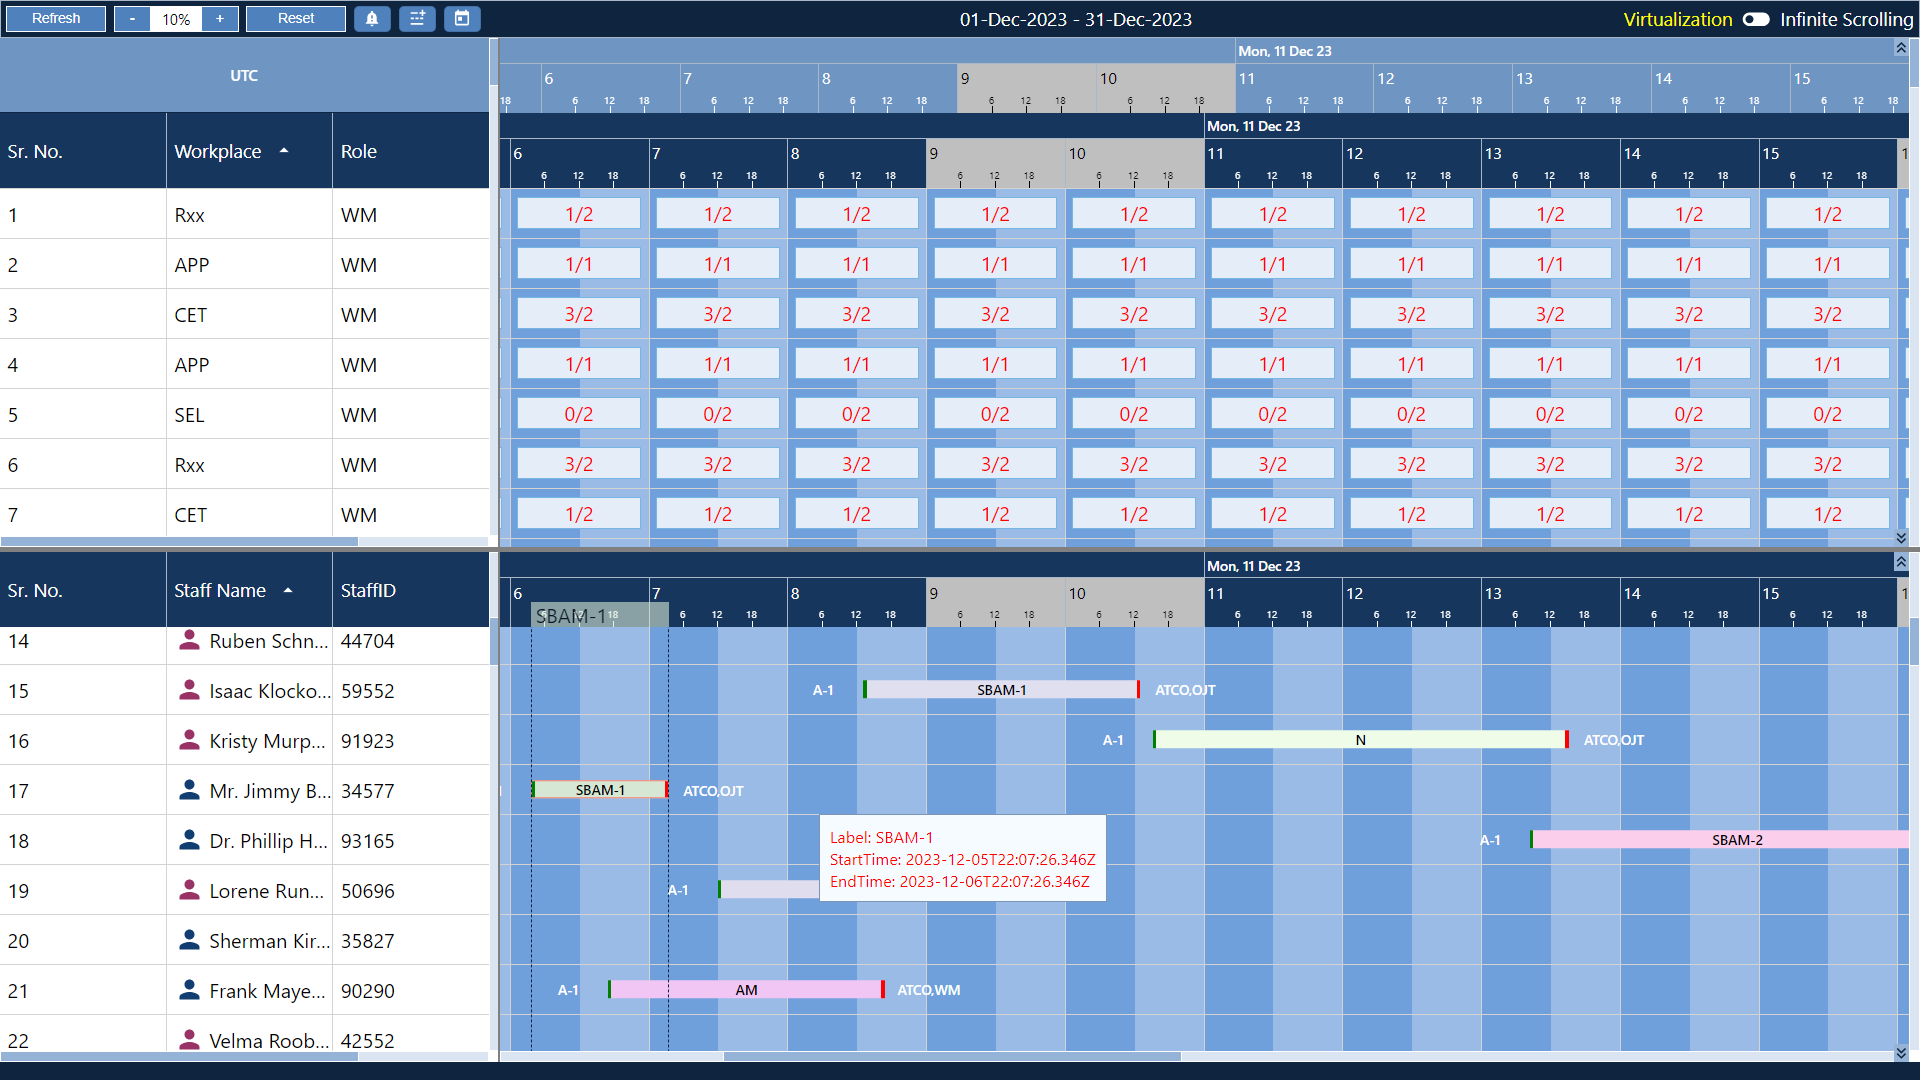 Refresh - 10% + Reset 01-Dec-2023 - 31-Dec-2023 Virtualization Infinite Scrolling
UTC
Mon, 11 Dec 23
6 7 8 9 10 11 12 13 14 15
18 6 12 18 6 12 18 6 12 18 6 12 18 6 12 18 6 12 18 6 12 18 6 12 18 6 12 18 6 12 18
Sr. No. Workplace Role
Mon, 11 Dec 23
6 7 8 9 10 11 12 13 14 15 1
6 12 18 6 12 18 6 12 18 6 12 18 6 12 18 6 12 18 6 12 18 6 12 18 6 12 18 6 12 18
1 Rxx WM 1/2 1/2 1/2 1/2 1/2 1/2 1/2 1/2 1/2 1/2
2 APP WM 1/1 1/1 1/1 1/1 1/1 1/1 1/1 1/1 1/1 1/1
3 CET WM 3/2 3/2 3/2 3/2 3/2 3/2 3/2 3/2 3/2 3/2
4 APP WM 1/1 1/1 1/1 1/1 1/1 1/1 1/1 1/1 1/1 1/1
5 SEL WM 0/2 0/2 0/2 0/2 0/2 0/2 0/2 0/2 0/2 0/2
6 Rxx WM 3/2 3/2 3/2 3/2 3/2 3/2 3/2 3/2 3/2 3/2
7 CET WM 1/2 1/2 1/2 1/2 1/2 1/2 1/2 1/2 1/2 1/2
Sr. No. Staff Name StaffID
Mon, 11 Dec 23
6 7 8 9 10 11 12 13 14 15 1
SBAM-1 18 6 12 18 6 12 18 6 12 18 6 12 18 6 12 18 6 12 18 6 12 18 6 12 18 6 12 18
14 Ruben Schn... 44704
15 Isaac Klocko... 59552 A-1 SBAM-1 ATCO,OJT
16 Kristy Murp... 91923 A-1 N ATCO,OJT
17 Mr. Jimmy B... 34577 SBAM-1 ATCO,OJT
18 Dr. Phillip H... 93165 A-1 SBAM-2
Label: SBAM-1
StartTime: 2023-12-05T22:07:26.346Z
EndTime: 2023-12-06T22:07:26.346Z
19 Lorene Run... 50696 A-1
20 Sherman Kir... 35827
21 Frank Maye... 90290 A-1 AM ATCO,WM
22 Velma Roob... 42552